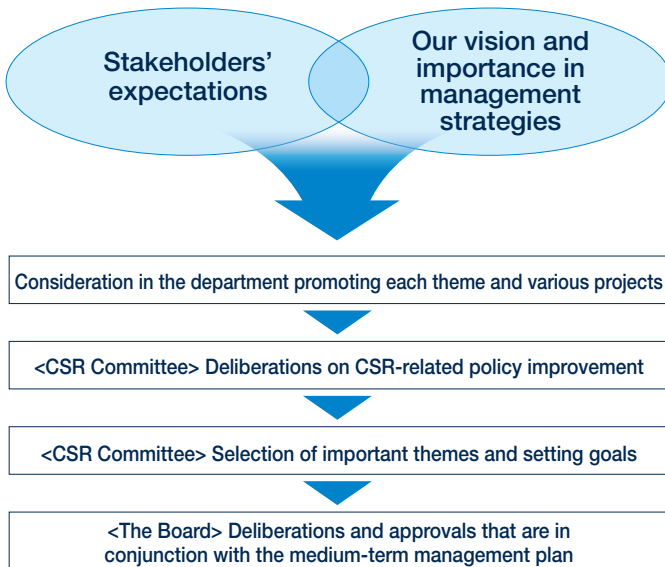 Stakeholders'
expectations
Our vision and
importance in
management
strategies
Consideration in the department promoting each theme and various projects
<CSR Committee> Deliberations on CSR-related policy improvement
<CSR Committee> Selection of important themes and setting goals
<The Board> Deliberations and approvals that are in
conjunction with the medium-term management plan